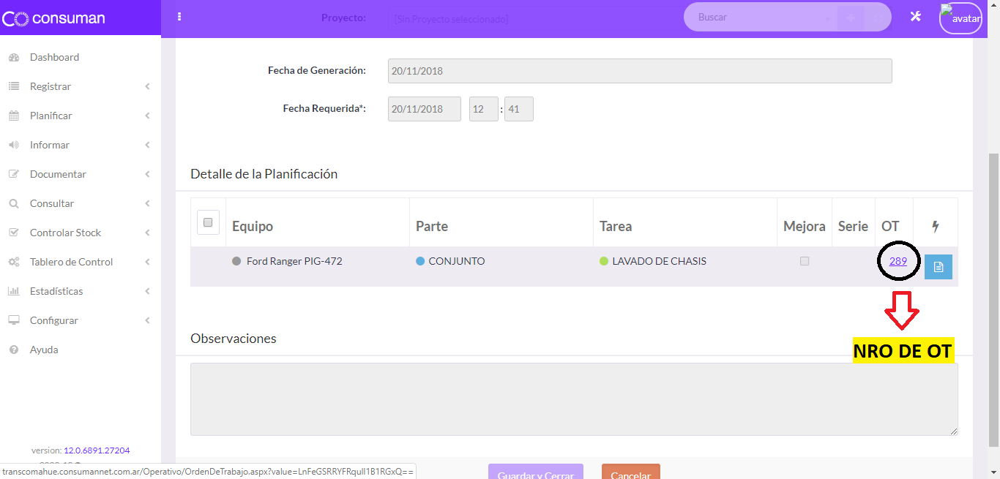 consuman
Proyecto:
[Sin Proyecto seleccionado]
Buscar
avatar
Dashboard
Registrar
Planificar
Informar
Documentar
Consultar
Controlar Stock
Tablero de Control
Estadísticas
Configurar
Ayuda
version: 12.0.6891.27204
Fecha de Generación:
20/11/2018
Fecha Requerida*:
20/11/2018 12 : 41
Detalle de la Planificación
Equipo Parte Tarea Mejora Serie OT
Ford Ranger PIG-472 CONJUNTO LAVADO DE CHASIS 289
NRO DE OT
Observaciones
Guardar y Cerrar Cancelar
transcomahue.consumannet.com.ar/Operativo/OrdenDeTrabajo.aspx?value=LnFeGSRRYFRqulI1B1RGxQ==